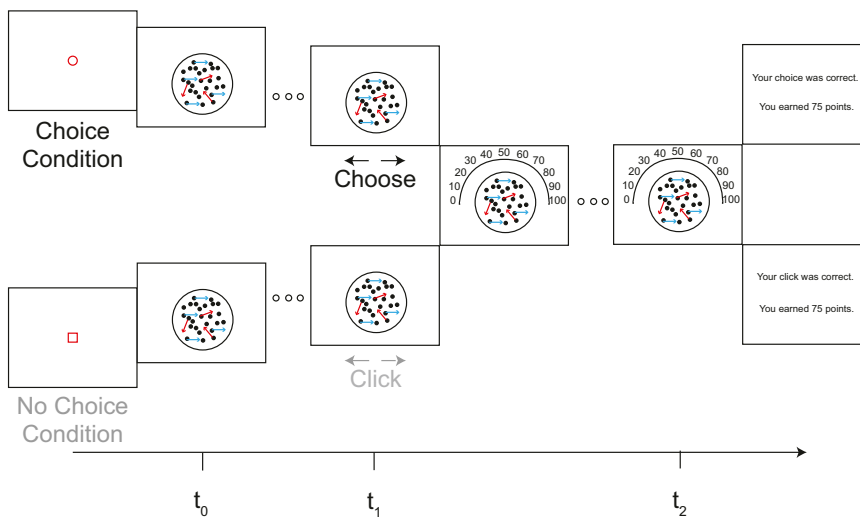 Choice
Condition
Choose
0 10 20 30 40 50 60 70 80 90 100
0 10 20 30 40 50 60 70 80 90 100
Your choice was correct.
You earned 75 points.
No Choice
Condition
Click
Your click was correct.
You earned 75 points.
t0 t1 t2